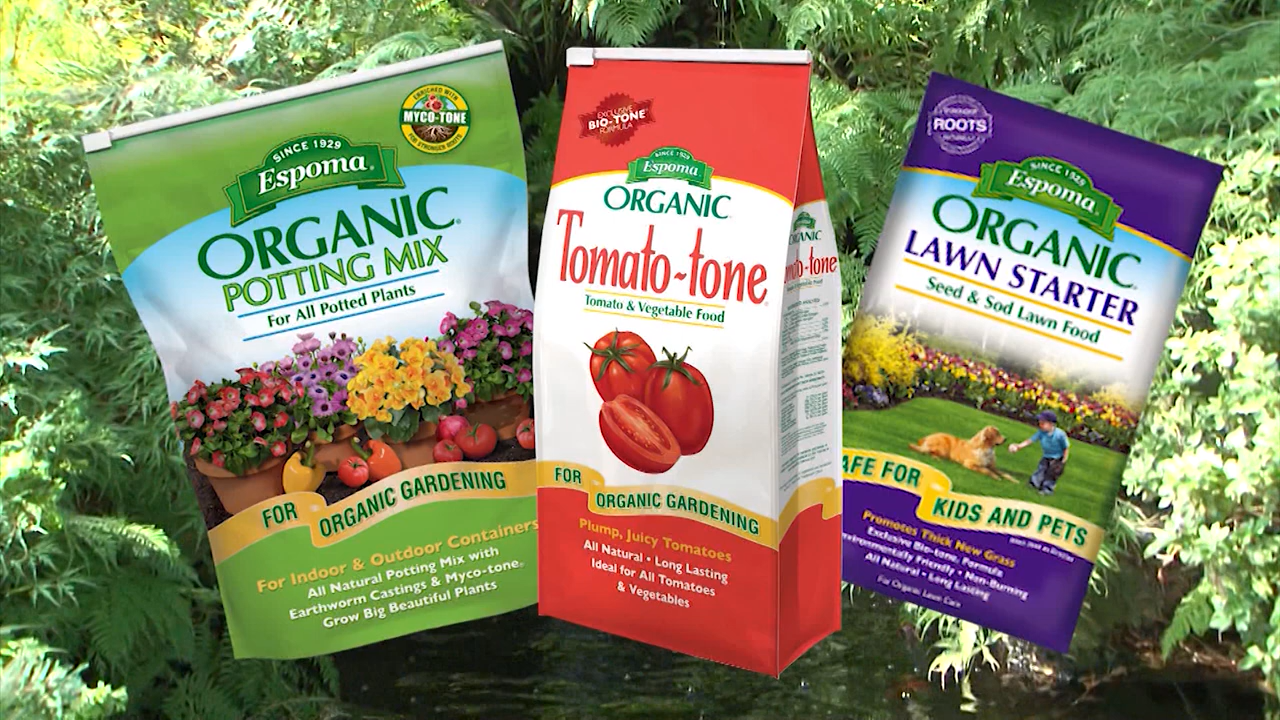 ENRICHED WITH
MYCO-TONE
FOR STRONGER ROOTS
SINCE 1929
Espoma®
ORGANIC®
POTTING MIX
For All Potted Plants
FOR ORGANIC GARDENING
For Indoor & Outdoor Containers
All Natural Potting Mix with
Earthworm Castings & Myco-tone®
Grow Big Beautiful Plants
EXCLUSIVE
BIO-TONE®
FORMULA
SINCE 1929
Espoma
ORGANIC
Tomato-tone
Tomato & Vegetable Food
FOR ORGANIC GARDENING
Plump, Juicy Tomatoes
All Natural • Long Lasting
Ideal for All Tomatoes
& Vegetables
Espoma
ORGANIC
mato-tone
ROOTS
SINCE 1929
Espoma®
ORGANIC
LAWN STARTER
Seed & Sod Lawn Food
AFE FOR KIDS AND PETS
Promotes Thick New Grass
Exclusive Bio-tone® Formula
nvironmentally Friendly • Non-Burning
All Natural • Long Lasting
For Organic Lawn Care